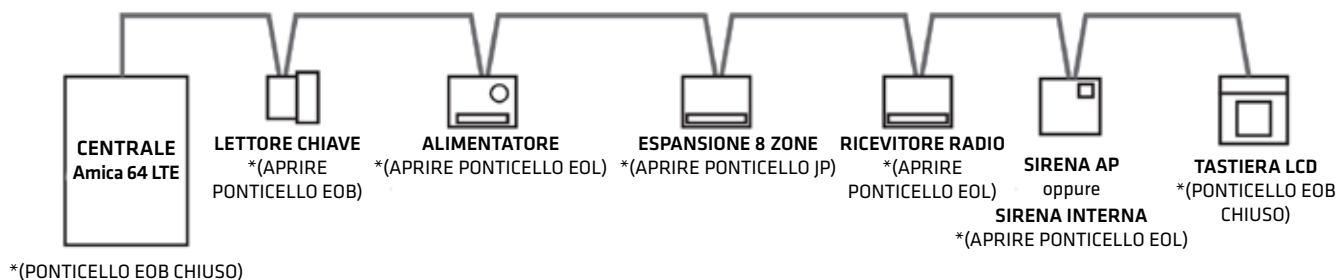 CENTRALE
Amica 64 LTE
*(PONTICELLO EOB CHIUSO)
LETTORE CHIAVE
*(APRIRE
PONTICELLO EOB)
ALIMENTATORE
*(APRIRE PONTICELLO EOL)
ESPANSIONE 8 ZONE
*(APRIRE PONTICELLO JP)
RICEVITORE RADIO
*(APRIRE
PONTICELLO EOL)
SIRENA AP
oppure
SIRENA INTERNA
*(APRIRE PONTICELLO EOL)
TASTIERA LCD
*(PONTICELLO EOB
CHIUSO)